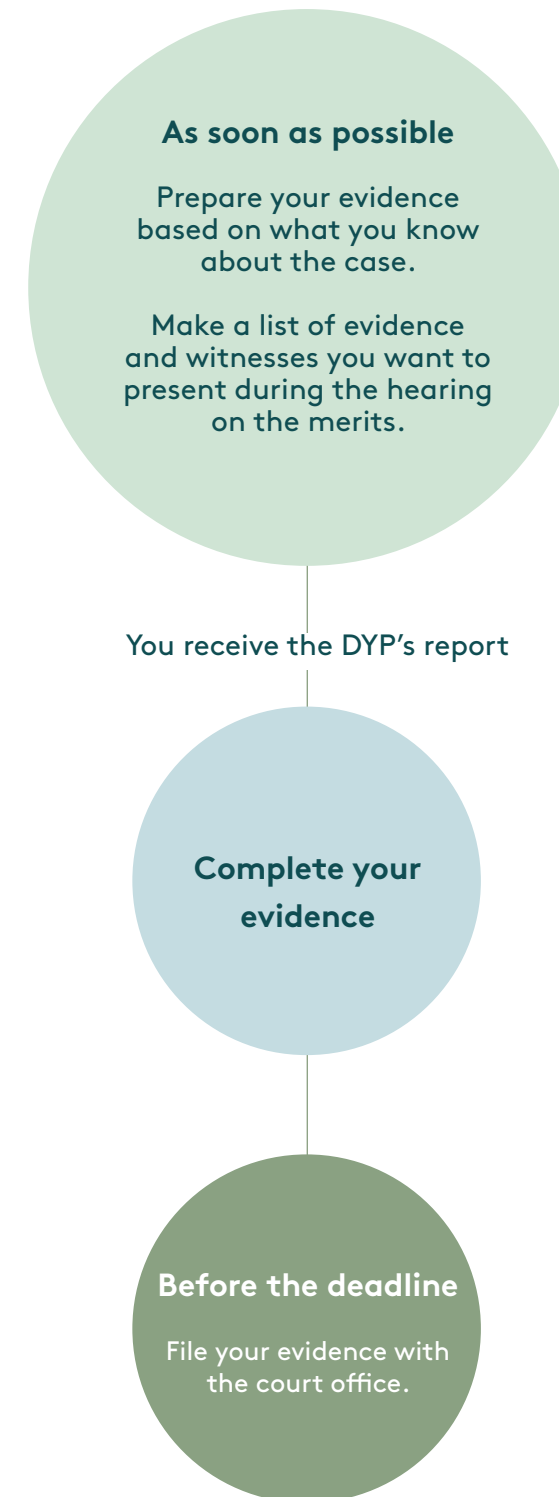 As soon as possible
Prepare your evidence
based on what you know
about the case.
Make a list of evidence
and witnesses you want to
present during the hearing
on the merits.
You receive the DYP’s report
Complete your
evidence
Before the deadline
File your evidence with
the court office.